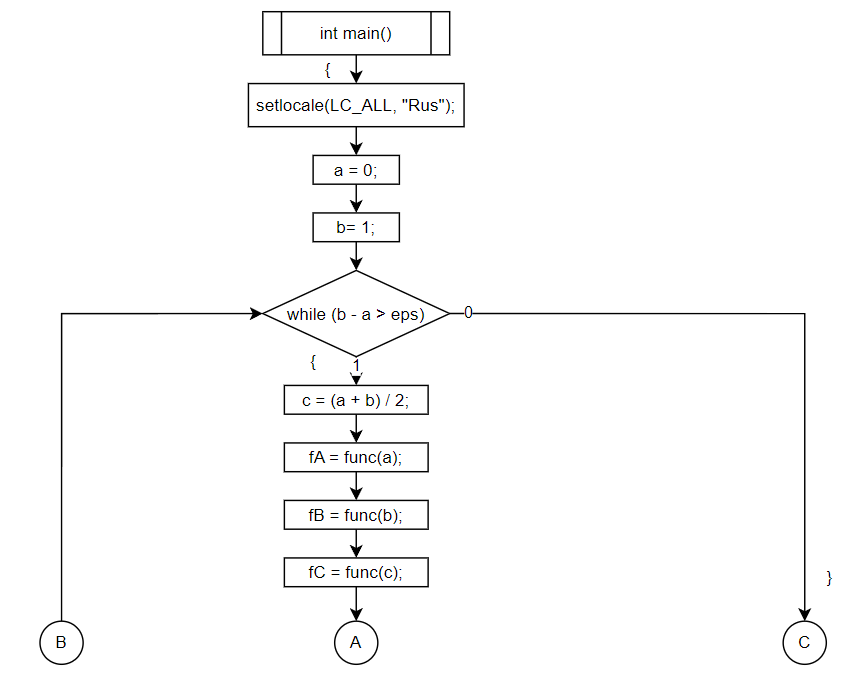 int main()
{
setlocale(LC_ALL, "Rus");
a = 0;
b= 1;
while (b - a > eps)
0
{
1
c = (a + b) / 2;
fA = func(a);
fB = func(b);
fC = func(c);
}
B
A
C